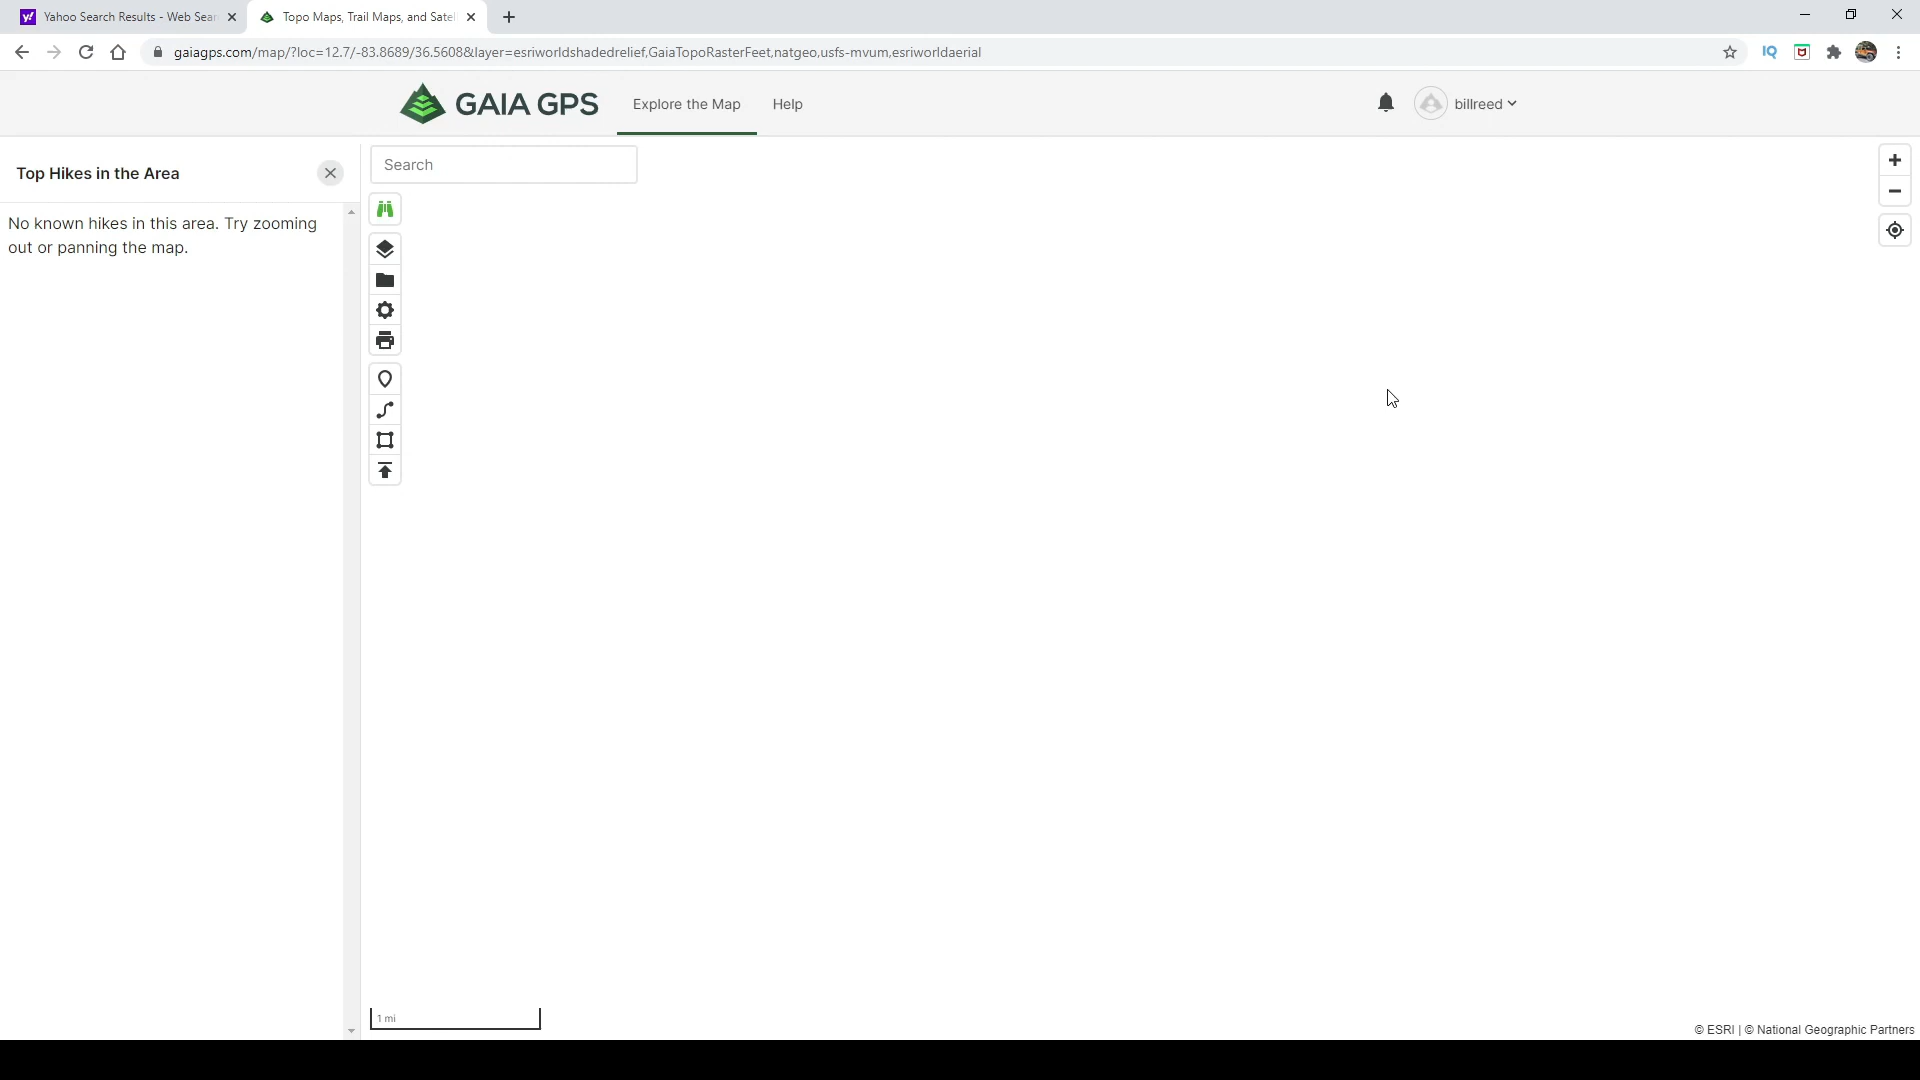 Yahoo Search Results - Web Sear
Topo Maps, Trail Maps, and Satel
gaiagps.com/map/?loc=12.7/-83.8689/36.5608&layer=esriworldshadedrelief,GaiaTopoRasterFeet,natgeo,usfs-mvum,esriworldaerial
IQ
GAIA GPS
Explore the Map
Help
billreed
Top Hikes in the Area
Search
No known hikes in this area. Try zooming
out or panning the map.
1 mi
© ESRI | © National Geographic Partners